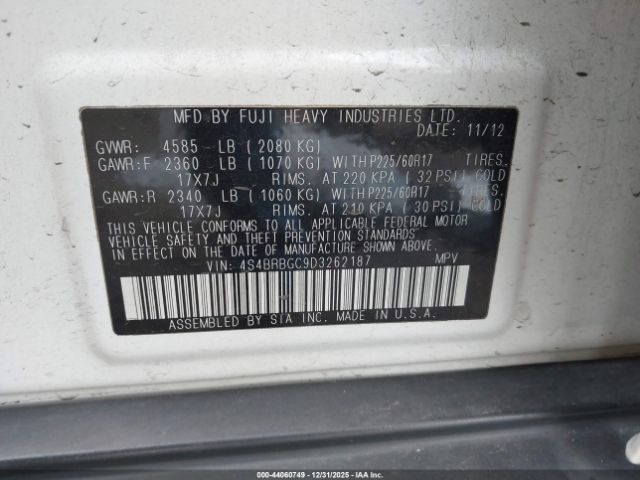 MFD BY FUJI HEAVY INDUSTRIES LTD.
DATE: 11/12
GVWR: 4585 LB ( 2080 KG)
GAWR:F 2360 LB ( 1070 KG) WITH P225/60R17 TIRES.
17X7J RIMS. AT 220 KPA ( 32 PSI) COLD
GAWR:R 2340 LB ( 1060 KG) WITH P225/60R17 TIRES.
17X7J RIMS. AT 210 KPA ( 30 PSI) COLD
THIS VEHICLE CONFORMS TO ALL APPLICABLE FEDERAL MOTOR
VEHICLE SAFETY AND THEFT PREVENTION STANDARDS
IN EFFECT ON THE DATE OF MANUFACTURE SHOWN ABOVE.
VIN: 4S4BRBGC9D3262187 MPV
ASSEMBLED BY SIA INC. MADE IN U.S.A.
000-44060749 - 12/31/2025 - IAA Inc.